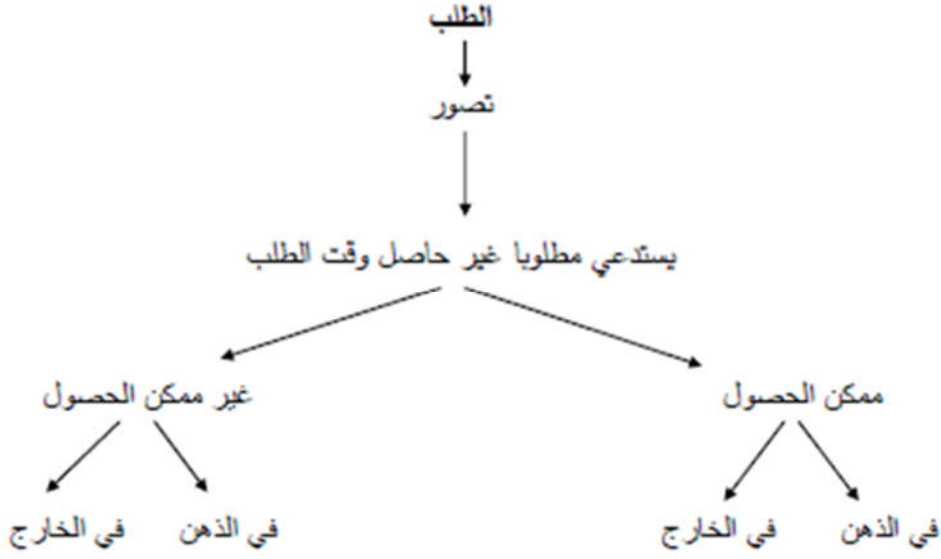 الطلب
تصور
يستدعي مطلوبا غير حاصل وقت الطلب
ممكن الحصول
غير ممكن الحصول
في الذهن
في الخارج
في الذهن
في الخارج